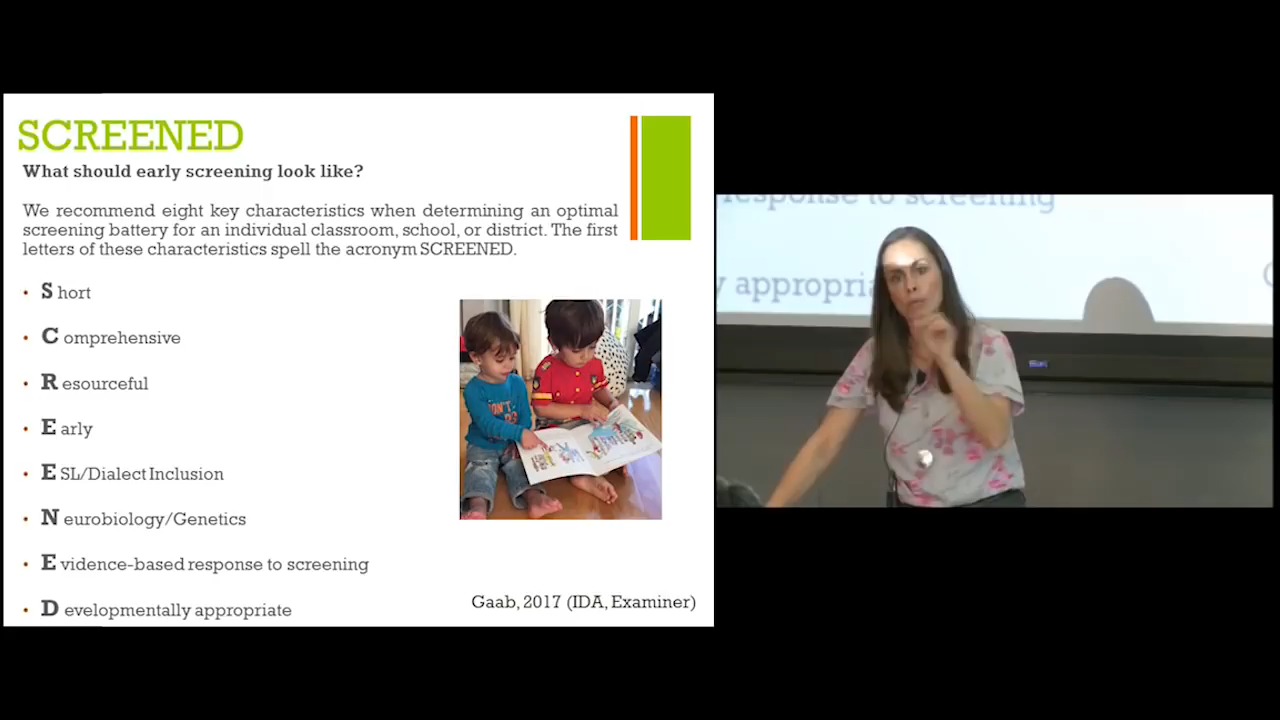 SCREENED
What should early screening look like?
We recommend eight key characteristics when determining an optimal
screening battery for an individual classroom, school, or district. The first
letters of these characteristics spell the acronym SCREENED.
• S hort
• C omprehensive
• R esourceful
• E arly
• E SL/Dialect Inclusion
• N eurobiology/Genetics
• E vidence-based response to screening
• D evelopmentally appropriate
Gaab, 2017 (IDA, Examiner)
response to screening
appropria
DON'T